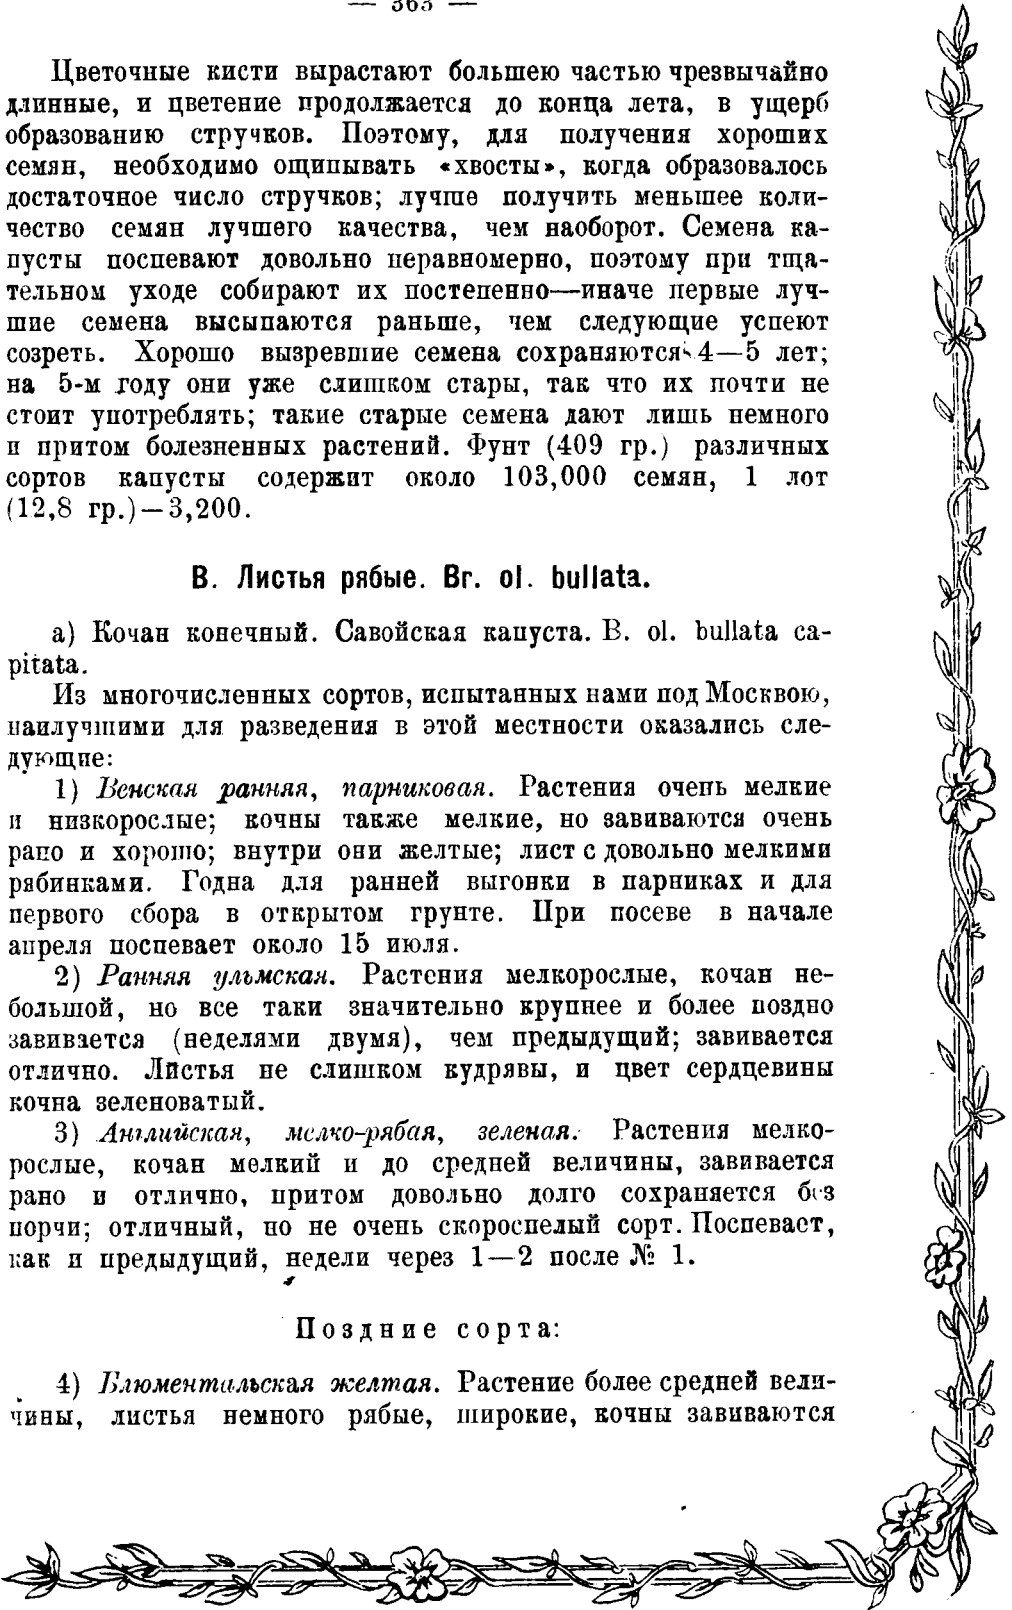 — 363 —
Цветочные кисти вырастают большею частью чрезвычайно
длинные, и цветение продолжается до конца лета, в ущерб
образованию стручков. Поэтому, для получения хороших
семян, необходимо ощипывать «хвосты», когда образовалось
достаточное число стручков; лучше получить меньшее коли-
чество семян лучшего качества, чем наоборот. Семена ка-
пусты поспевают довольно неравномерно, поэтому при тща-
тельном уходе собирают их постепенно—иначе первые луч-
шие семена высыпаются раньше, чем следующие успеют
созреть. Хорошо вызревшие семена сохраняются 4—5 лет;
на 5-м году они уже слишком стары, так что их почти не
стоит употреблять; такие старые семена дают лишь немного
и притом болезненных растений. Фунт (409 гр.) различных
сортов капусты содержит около 103,000 семян, 1 лот
(12,8 гр.)—3,200.
В. Листья рябые. Br. ol. bullata.
а) Кочан конечный. Савойская капуста. B. ol. bullata ca-
pitata.
Из многочисленных сортов, испытанных нами под Москвою,
наилучшими для разведения в этой местности оказались сле-
дующие:
1) Венская ранняя, парниковая. Растения очень мелкие
и низкорослые; кочны также мелкие, но завиваются очень
рано и хорошо; внутри они желтые; лист с довольно мелкими
рябинками. Годна для ранней выгонки в парниках и для
первого сбора в открытом грунте. При посеве в начале
апреля поспевает около 15 июля.
2) Ранняя ульмская. Растения мелкорослые, кочан не-
большой, но все таки значительно крупнее и более поздно
завивается (неделями двумя), чем предыдущий; завивается
отлично. Листья не слишком кудрявы, и цвет сердцевины
кочна зеленоватый.
3) Английская, мелко-рябая, зеленая. Растения мелко-
рослые, кочан мелкий и до средней величины, завивается
рано и отлично, притом довольно долго сохраняется без
порчи; отличный, но не очень скороспелый сорт. Поспевает,
как и предыдущий, недели через 1—2 после № 1.
Поздние сорта:
4) Блюментальская желтая. Растение более средней вели-
чины, листья немного рябые, широкие, кочны завиваются